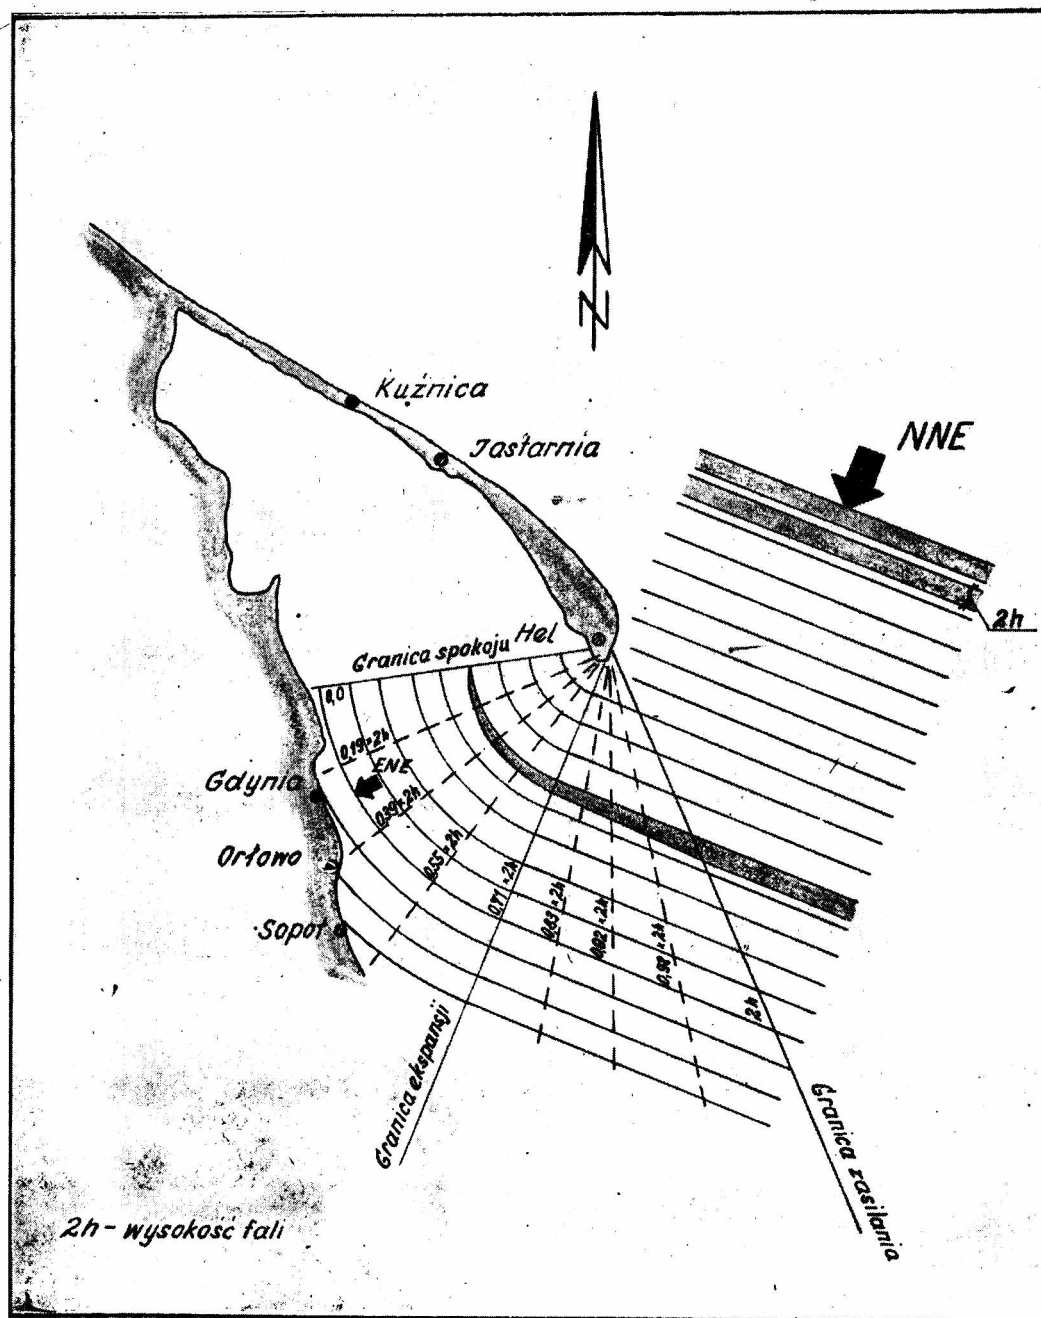 N
Kuźnica
Jastarnia
NNE
2h
Hel
Granica spokoju
0,0
0,19×2h
ENE
Gdynia
0,39×2h
Orłowo
0,55×2h
0,71×2h
Sopot
0,83×2h
0,92×2h
0,98×2h
2h
Granica ekspansji
Granica zasilania
2h - wysokość fali